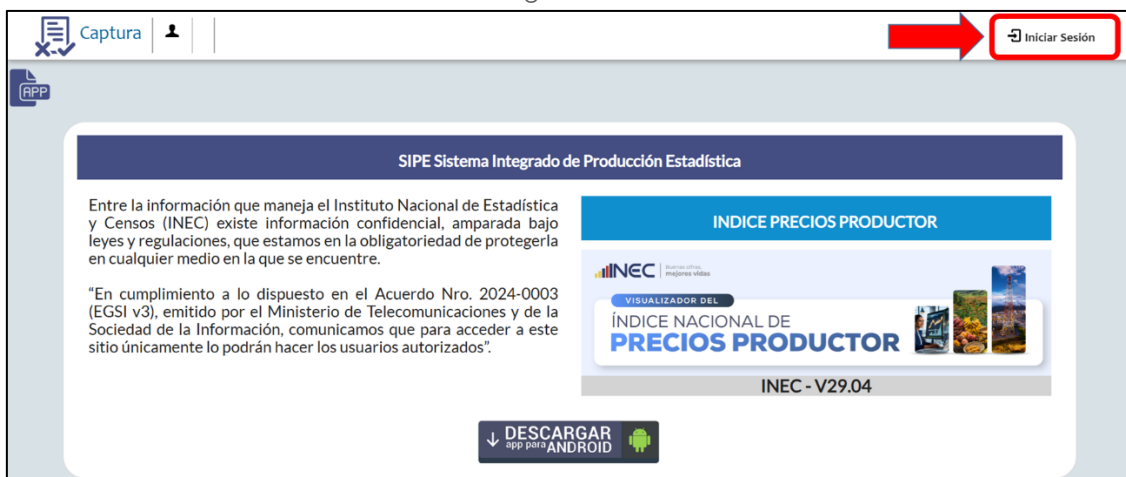 Captura
Iniciar Sesión
APP
SIPE Sistema Integrado de Producción Estadística
Entre la información que maneja el Instituto Nacional de Estadística
y Censos (INEC) existe información confidencial, amparada bajo
leyes y regulaciones, que estamos en la obligatoriedad de protegerla
en cualquier medio en la que se encuentre.
“En cumplimiento a lo dispuesto en el Acuerdo Nro. 2024-0003
(EGSI v3), emitido por el Ministerio de Telecomunicaciones y de la
Sociedad de la Información, comunicamos que para acceder a este
sitio únicamente lo podrán hacer los usuarios autorizados”.
INDICE PRECIOS PRODUCTOR
INEC
Buenas cifras,
mejores vidas
VISUALIZADOR DEL
ÍNDICE NACIONAL DE
PRECIOS PRODUCTOR
INEC - V29.04
DESCARGAR
app para ANDROID